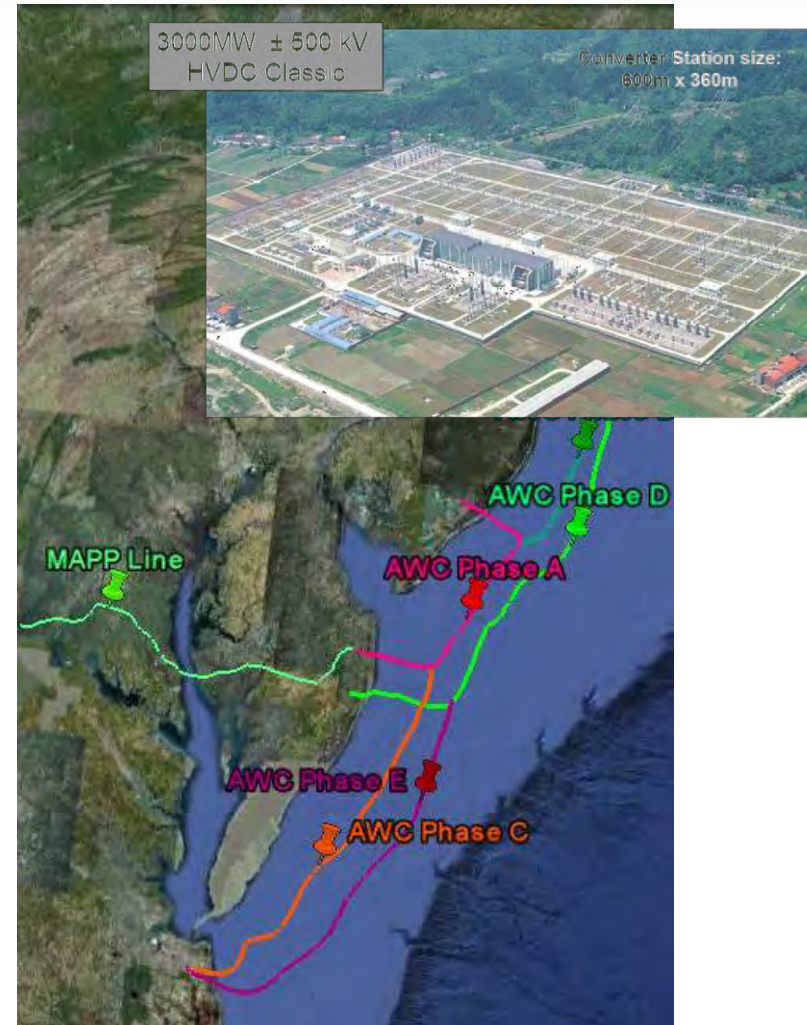 3000MW ± 500 kV
HVDC Classic
Converter Station size:
600m x 360m
AWC Phase D
MAPP Line
AWC Phase A
AWC Phase E
AWC Phase C